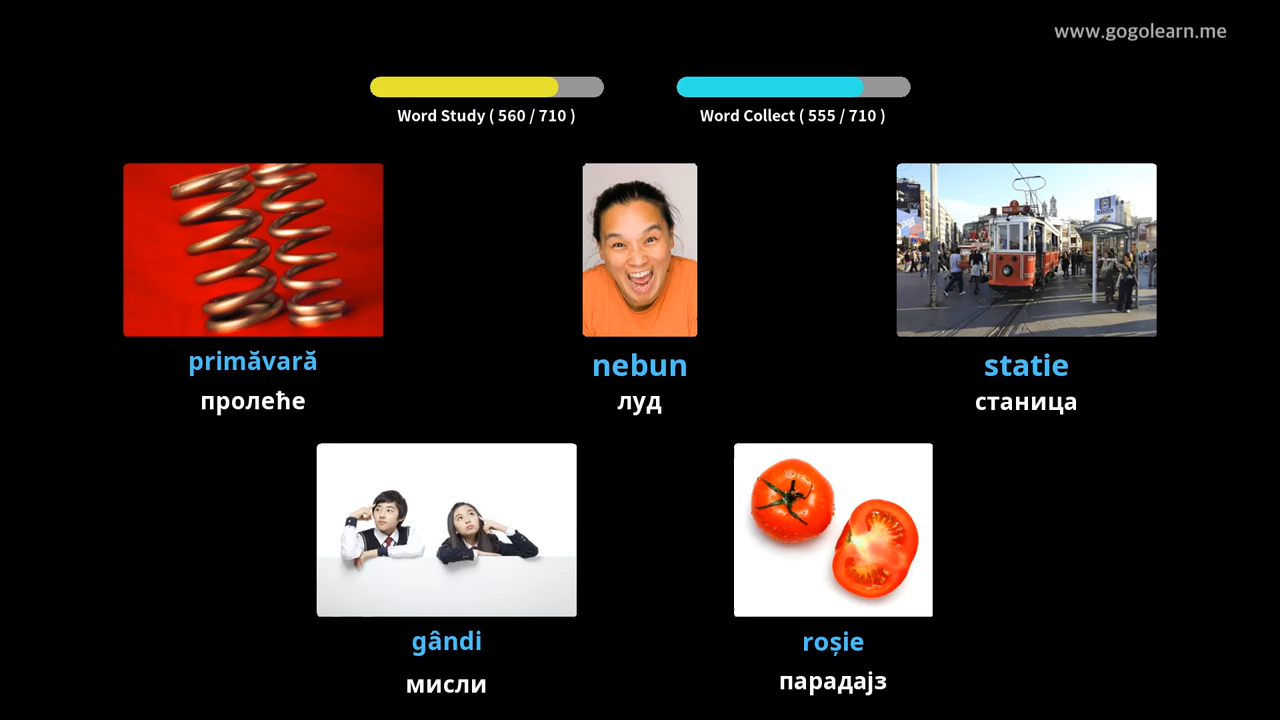 www.gogolearn.me
Word Study ( 560 / 710 )
Word Collect ( 555 / 710 )
primăvară
пролеће
nebun
луд
statie
станица
gândi
мисли
roșie
парадајз